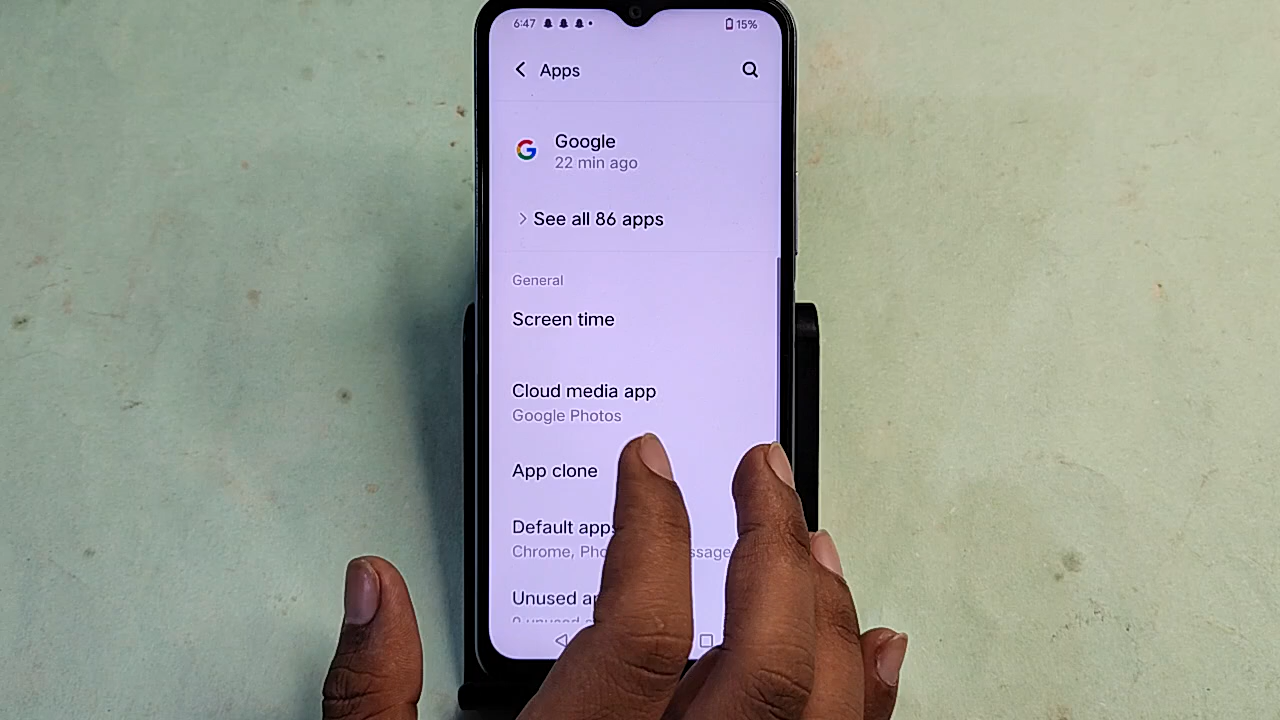 6:47 15%
Apps
Google
22 min ago
See all 86 apps
General
Screen time
Cloud media app
Google Photos
App clone
Default apps
Chrome,
Unused